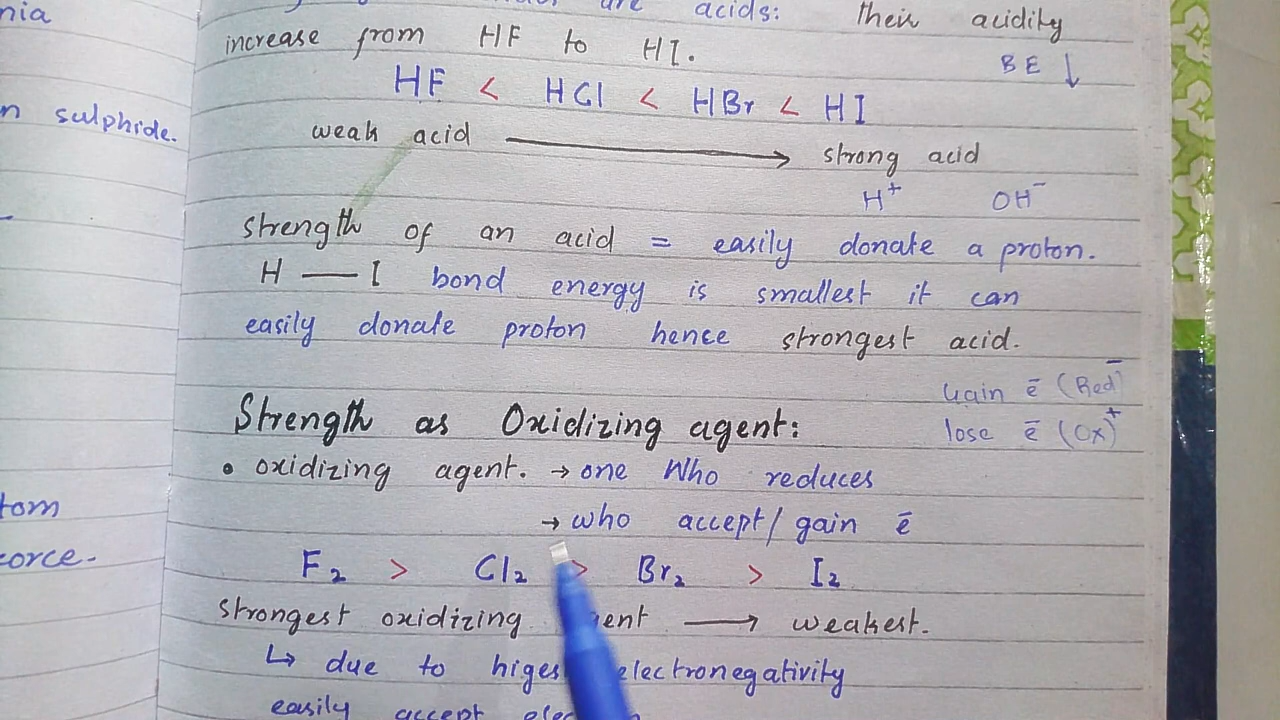 nia
n sulphide.
tom
force-
are acids: their acidity
increase from HF to HI.
BE ↓
HF < HCl < HBr < HI
weak acid ⟶ strong acid
H⁺ OH⁻
strength of an acid = easily donate a proton.
H — I bond energy is smallest it can
easily donate proton hence strongest acid.
Gain ē (Red)⁻
lose ē (Ox)⁺
Strength as Oxidizing agent:
• oxidizing agent. → one Who reduces
→ who accept/gain ē
F₂ > Cl₂ > Br₂ > I₂
strongest oxidizing agent ⟶ weakest.
↳ due to higest electronegativity
easily accept